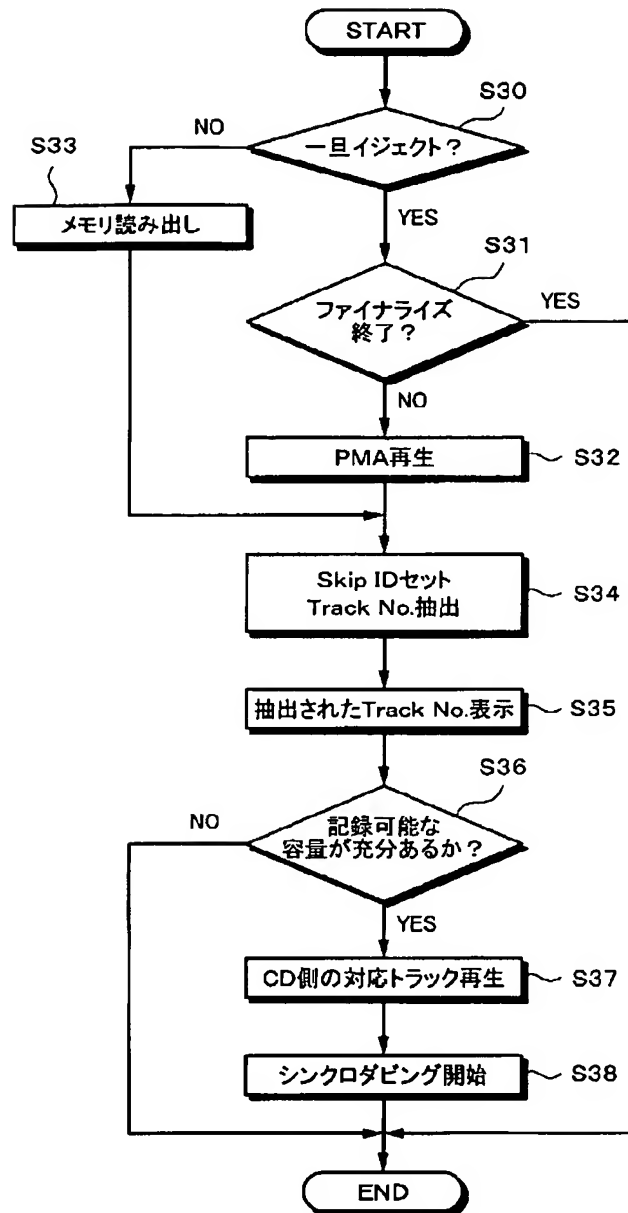 START
S30
一旦イジェクト？
NO
S33
メモリ読み出し
YES
S31
ファイナライズ
終了？
YES
NO
PMA再生
S32
Skip IDセット
Track No.抽出
S34
抽出されたTrack No.表示
S35
S36
NO
記録可能な
容量が充分あるか？
YES
CD側の対応トラック再生
S37
シンクロダビング開始
S38
END